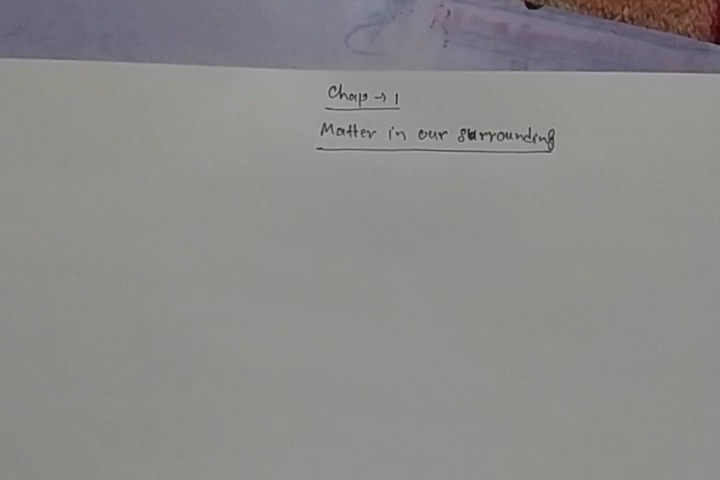 Chap → 1
Matter in our surrounding